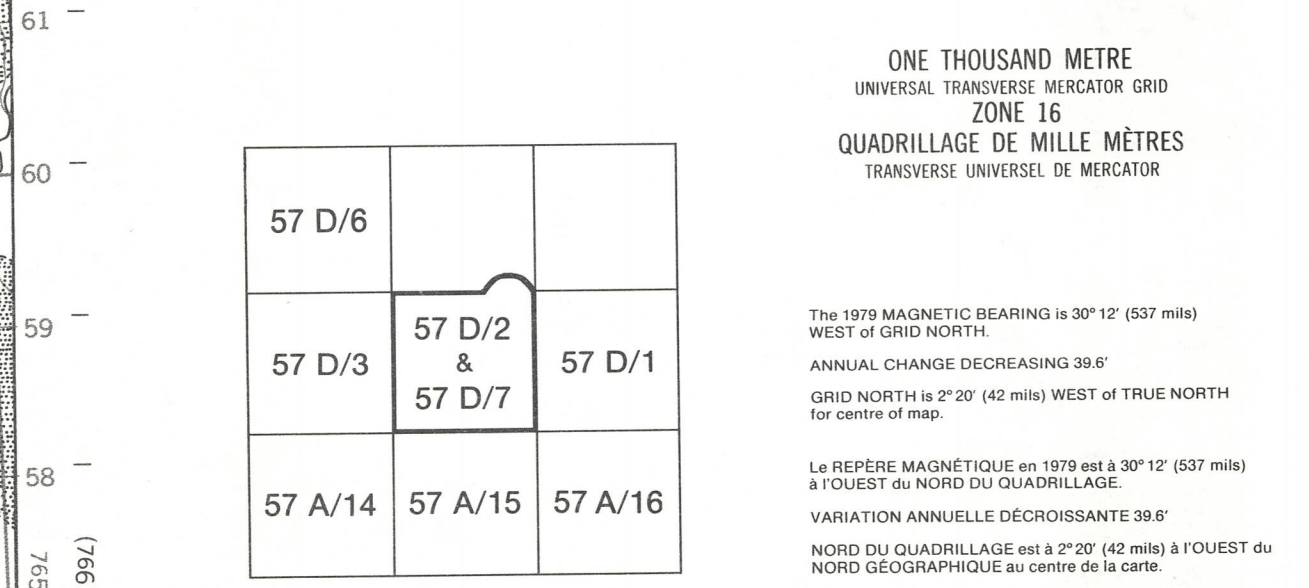 61
60
59
58
765
(766
57 D/6
57 D/3
57 D/2
&
57 D/7
57 D/1
57 A/14
57 A/15
57 A/16
ONE THOUSAND METRE
UNIVERSAL TRANSVERSE MERCATOR GRID
ZONE 16
QUADRILLAGE DE MILLE MÈTRES
TRANSVERSE UNIVERSEL DE MERCATOR
The 1979 MAGNETIC BEARING is 30° 12′ (537 mils)
WEST of GRID NORTH.
ANNUAL CHANGE DECREASING 39.6′
GRID NORTH is 2° 20′ (42 mils) WEST of TRUE NORTH
for centre of map.
Le REPÈRE MAGNÉTIQUE en 1979 est à 30° 12′ (537 mils)
à l'OUEST du NORD DU QUADRILLAGE.
VARIATION ANNUELLE DÉCROISSANTE 39.6′
NORD DU QUADRILLAGE est à 2° 20′ (42 mils) à l'OUEST du
NORD GÉOGRAPHIQUE au centre de la carte.